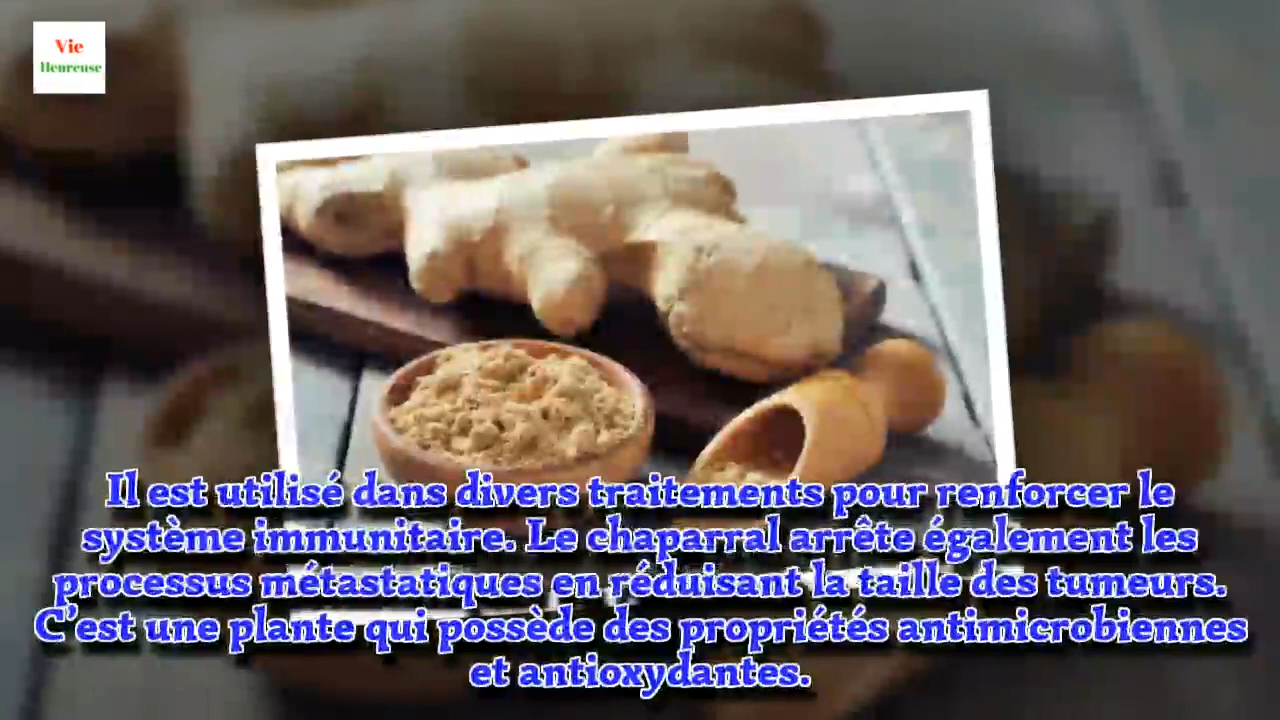 Vie
Heureuse
Il est utilisé dans divers traitements pour renforcer le
système immunitaire. Le chaparral arrête également les
processus métastatiques en réduisant la taille des tumeurs.
C'est une plante qui possède des propriétés antimicrobiennes
et antioxydantes.